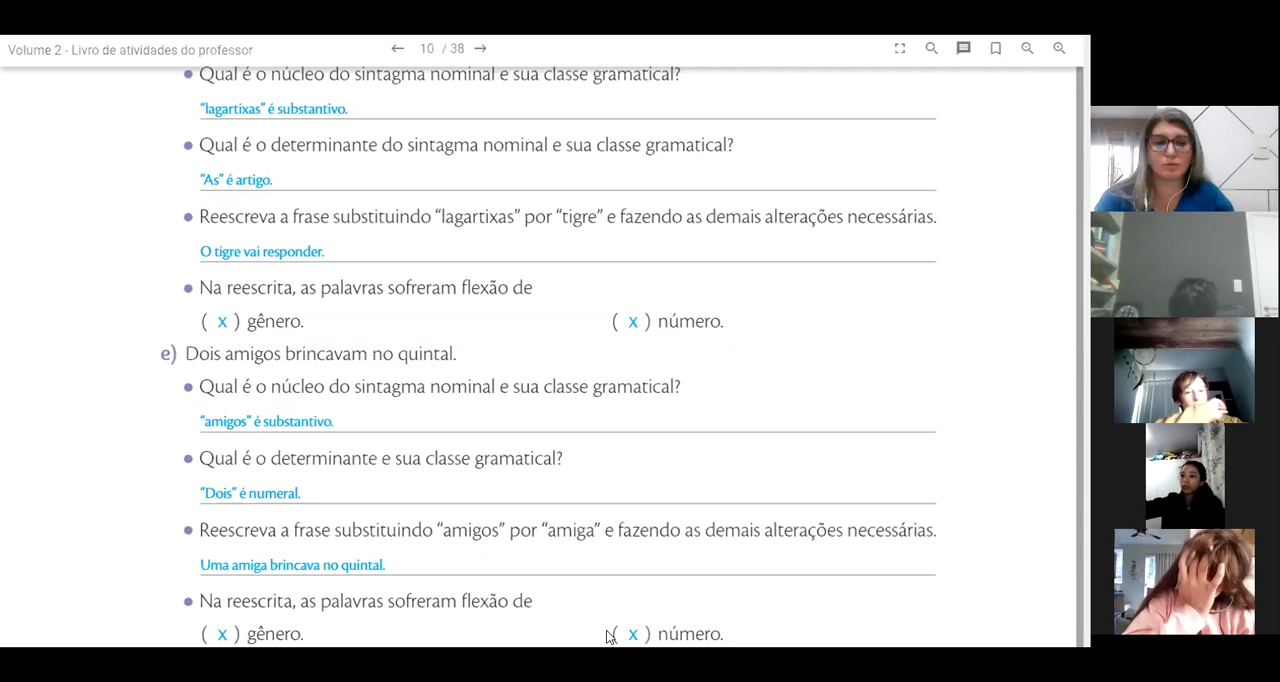 Volume 2 - Livro de atividades do professor
← 10 / 38 →
• Qual é o núcleo do sintagma nominal e sua classe gramatical?
“lagartixas” é substantivo.
• Qual é o determinante do sintagma nominal e sua classe gramatical?
“As” é artigo.
• Reescreva a frase substituindo “lagartixas” por “tigre” e fazendo as demais alterações necessárias.
O tigre vai responder.
• Na reescrita, as palavras sofreram flexão de
( x ) gênero. ( x ) número.
e) Dois amigos brincavam no quintal.
• Qual é o núcleo do sintagma nominal e sua classe gramatical?
“amigos” é substantivo.
• Qual é o determinante e sua classe gramatical?
“Dois” é numeral.
• Reescreva a frase substituindo “amigos” por “amiga” e fazendo as demais alterações necessárias.
Uma amiga brincava no quintal.
• Na reescrita, as palavras sofreram flexão de
( x ) gênero. ( x ) número.